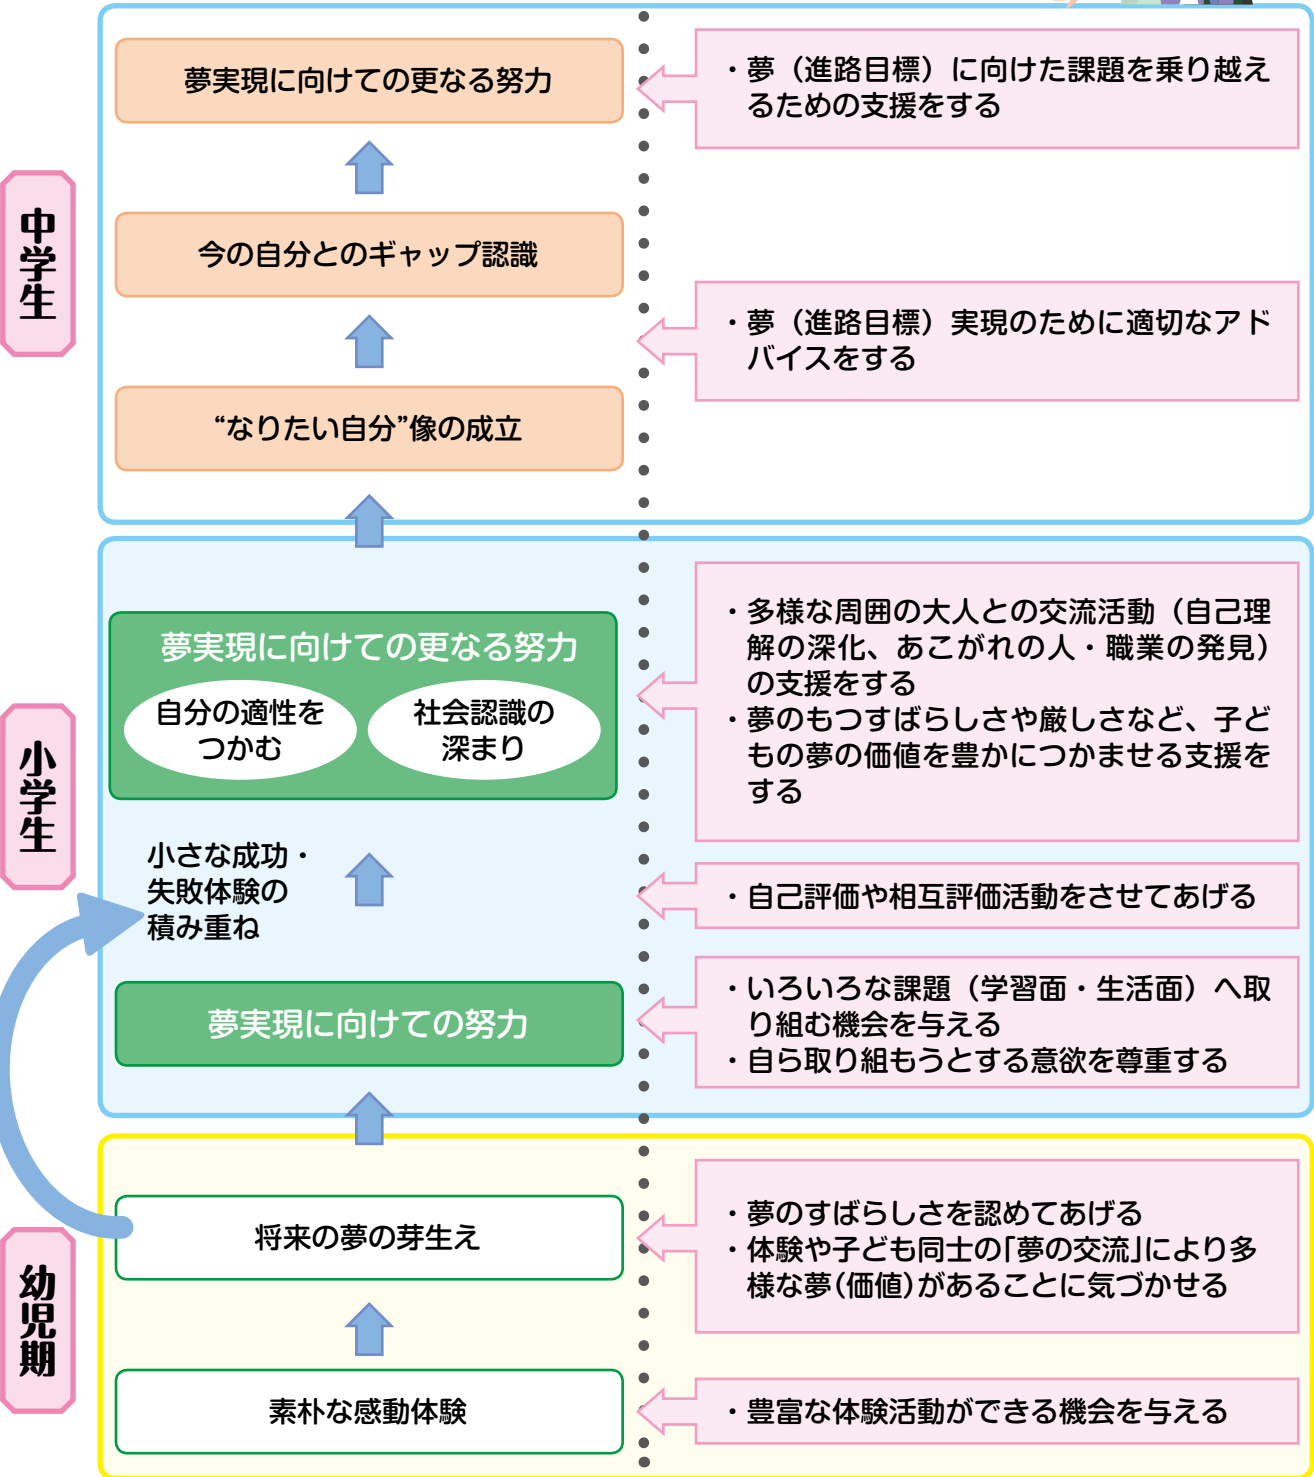 中学生
夢実現に向けての更なる努力
・夢（進路目標）に向けた課題を乗り越え
るための支援をする
今の自分とのギャップ認識
・夢（進路目標）実現のために適切なアド
バイスをする
“なりたい自分”像の成立
小学生
夢実現に向けての更なる努力
自分の適性を
つかむ
社会認識の
深まり
・多様な周囲の大人との交流活動（自己理
解の深化、あこがれの人・職業の発見）
の支援をする
・夢のもつすばらしさや厳しさなど、子ど
もの夢の価値を豊かにつかませる支援を
する
小さな成功・
失敗体験の
積み重ね
・自己評価や相互評価活動をさせてあげる
夢実現に向けての努力
・いろいろな課題（学習面・生活面）へ取
り組む機会を与える
・自ら取り組もうとする意欲を尊重する
幼児期
将来の夢の芽生え
・夢のすばらしさを認めてあげる
・体験や子ども同士の「夢の交流」により多
様な夢（価値）があることに気づかせる
素朴な感動体験
・豊富な体験活動ができる機会を与える